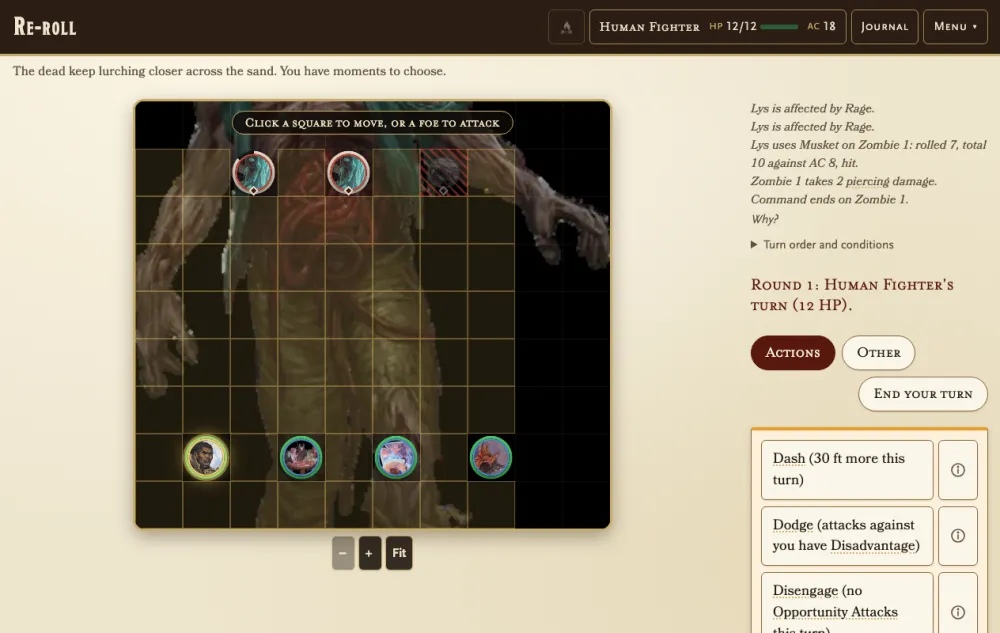 Re-roll
Human Fighter HP 12/12 AC 18
Journal
Menu ▾
The dead keep lurching closer across the sand. You have moments to choose.
Click a square to move, or a foe to attack
− + Fit
Lys is affected by Rage.
Lys is affected by Rage.
Lys uses Musket on Zombie 1: rolled 7, total
10 against AC 8, hit.
Zombie 1 takes 2 piercing damage.
Command ends on Zombie 1.
Why?
▶ Turn order and conditions
Round 1: Human Fighter's
turn (12 HP).
Actions
Other
End your turn
Dash (30 ft more this
turn)
Dodge (attacks against
you have Disadvantage)
Disengage (no
Opportunity Attacks
this turn)